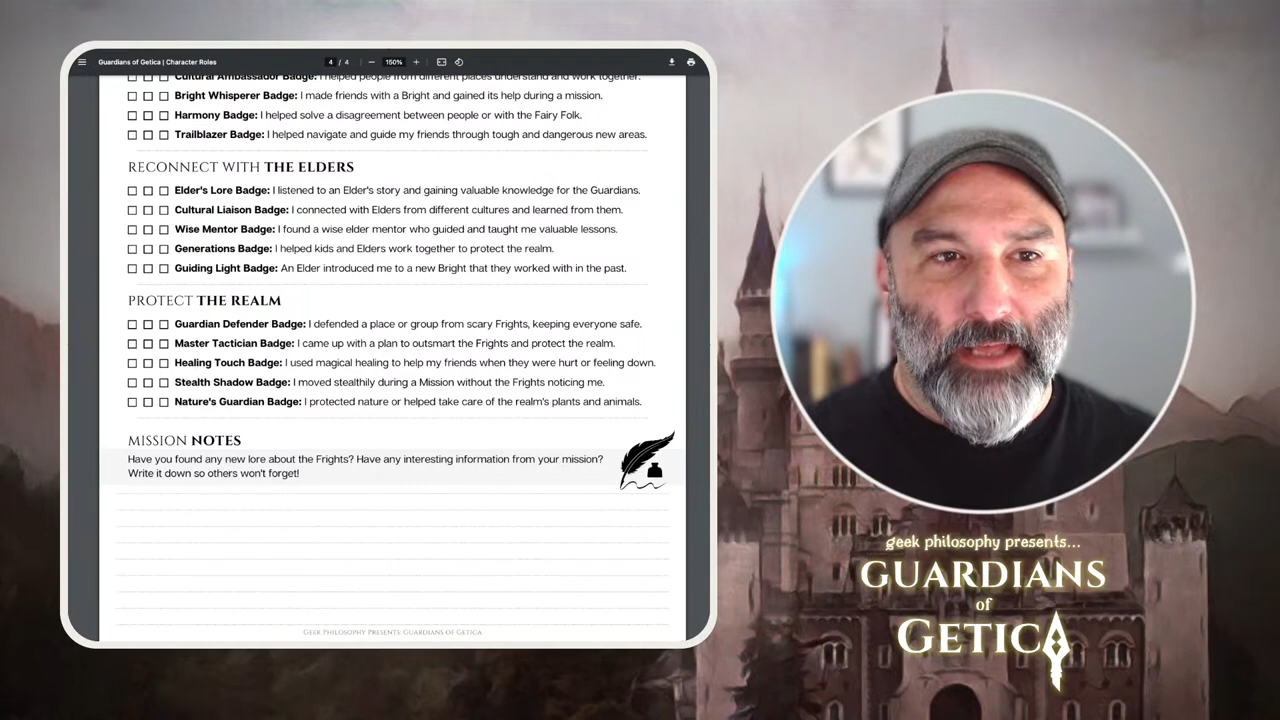 Guardians of Getica | Character Roles
4 / 4
150%
Cultural Ambassador Badge: I helped people from different places understand and work together.
Bright Whisperer Badge: I made friends with a Bright and gained its help during a mission.
Harmony Badge: I helped solve a disagreement between people or with the Fairy Folk.
Trailblazer Badge: I helped navigate and guide my friends through tough and dangerous new areas.
RECONNECT WITH THE ELDERS
Elder's Lore Badge: I listened to an Elder's story and gaining valuable knowledge for the Guardians.
Cultural Liaison Badge: I connected with Elders from different cultures and learned from them.
Wise Mentor Badge: I found a wise elder mentor who guided and taught me valuable lessons.
Generations Badge: I helped kids and Elders work together to protect the realm.
Guiding Light Badge: An Elder introduced me to a new Bright that they worked with in the past.
PROTECT THE REALM
Guardian Defender Badge: I defended a place or group from scary Frights, keeping everyone safe.
Master Tactician Badge: I came up with a plan to outsmart the Frights and protect the realm.
Healing Touch Badge: I used magical healing to help my friends when they were hurt or feeling down.
Stealth Shadow Badge: I moved stealthily during a Mission without the Frights noticing me.
Nature's Guardian Badge: I protected nature or helped take care of the realm's plants and animals.
MISSION NOTES
Have you found any new lore about the Frights? Have any interesting information from your mission?
Write it down so others won't forget!
GEEK PHILOSOPHY PRESENTS: GUARDIANS OF GETICA
geek philosophy presents...
GUARDIANS
of
GETICA